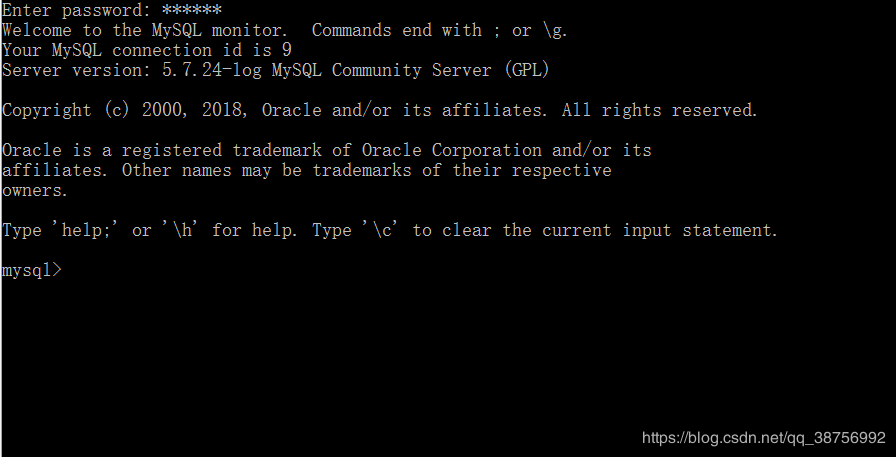 Enter password: ******
Welcome to the MySQL monitor.  Commands end with ; or \g.
Your MySQL connection id is 9
Server version: 5.7.24-log MySQL Community Server (GPL)
Copyright (c) 2000, 2018, Oracle and/or its affiliates. All rights reserved.
Oracle is a registered trademark of Oracle Corporation and/or its
affiliates. Other names may be trademarks of their respective
owners.
Type 'help;' or '\h' for help. Type '\c' to clear the current input statement.
mysql>
https://blog.csdn.net/qq_38756992